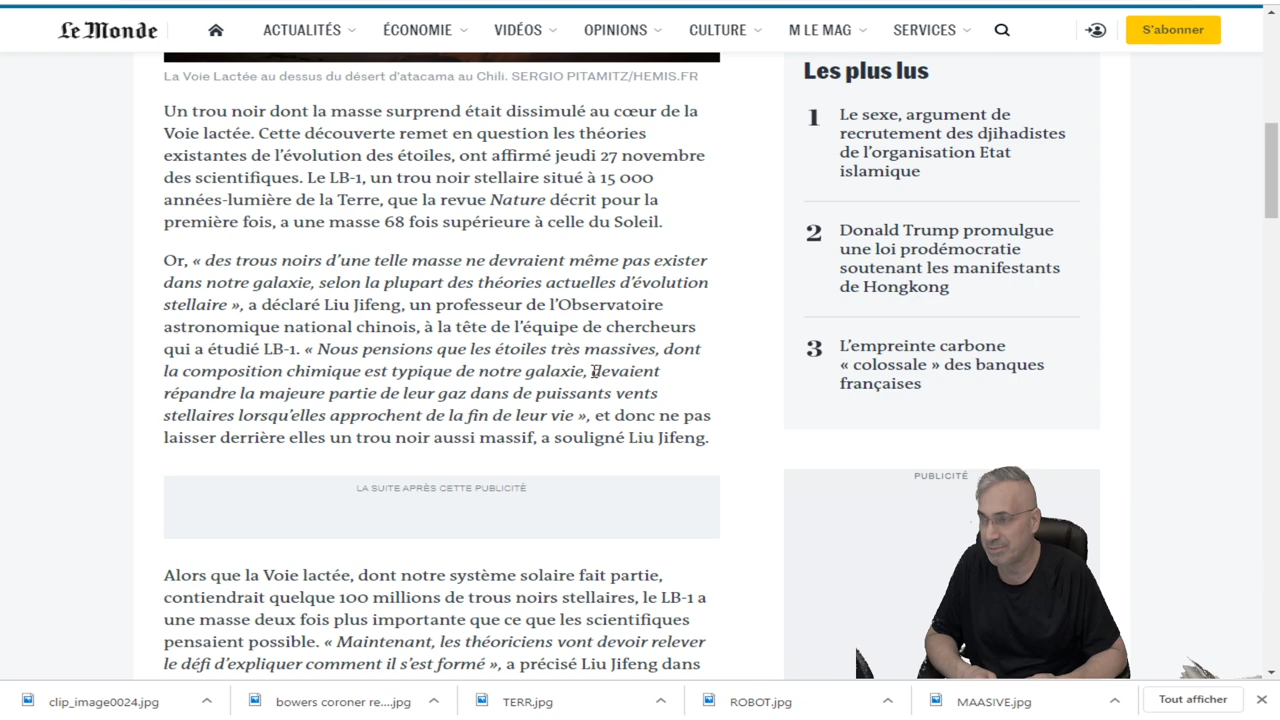 Le Monde
ACTUALITÉS
ÉCONOMIE
VIDÉOS
OPINIONS
CULTURE
M LE MAG
SERVICES
S'abonner
La Voie Lactée au dessus du désert d'atacama au Chili. SERGIO PITAMITZ/HEMIS.FR
Un trou noir dont la masse surprend était dissimulé au cœur de la
Voie lactée. Cette découverte remet en question les théories
existantes de l'évolution des étoiles, ont affirmé jeudi 27 novembre
des scientifiques. Le LB-1, un trou noir stellaire situé à 15 000
années-lumière de la Terre, que la revue Nature décrit pour la
première fois, a une masse 68 fois supérieure à celle du Soleil.
Or, « des trous noirs d'une telle masse ne devraient même pas exister
dans notre galaxie, selon la plupart des théories actuelles d'évolution
stellaire », a déclaré Liu Jifeng, un professeur de l'Observatoire
astronomique national chinois, à la tête de l'équipe de chercheurs
qui a étudié LB-1. « Nous pensions que les étoiles très massives, dont
la composition chimique est typique de notre galaxie, devaient
répandre la majeure partie de leur gaz dans de puissants vents
stellaires lorsqu'elles approchent de la fin de leur vie », et donc ne pas
laisser derrière elles un trou noir aussi massif, a souligné Liu Jifeng.
LA SUITE APRÈS CETTE PUBLICITÉ
Alors que la Voie lactée, dont notre système solaire fait partie,
contiendrait quelque 100 millions de trous noirs stellaires, le LB-1 a
une masse deux fois plus importante que ce que les scientifiques
pensaient possible. « Maintenant, les théoriciens vont devoir relever
le défi d'expliquer comment il s'est formé », a précisé Liu Jifeng dans
Les plus lus
1
Le sexe, argument de
recrutement des djihadistes
de l'organisation Etat
islamique
2
Donald Trump promulgue
une loi prodémocratie
soutenant les manifestants
de Hongkong
3
L'empreinte carbone
« colossale » des banques
françaises
PUBLICITÉ
clip_image0024.jpg
bowers coroner re....jpg
TERR.jpg
ROBOT.jpg
MAASIVE.jpg
Tout afficher